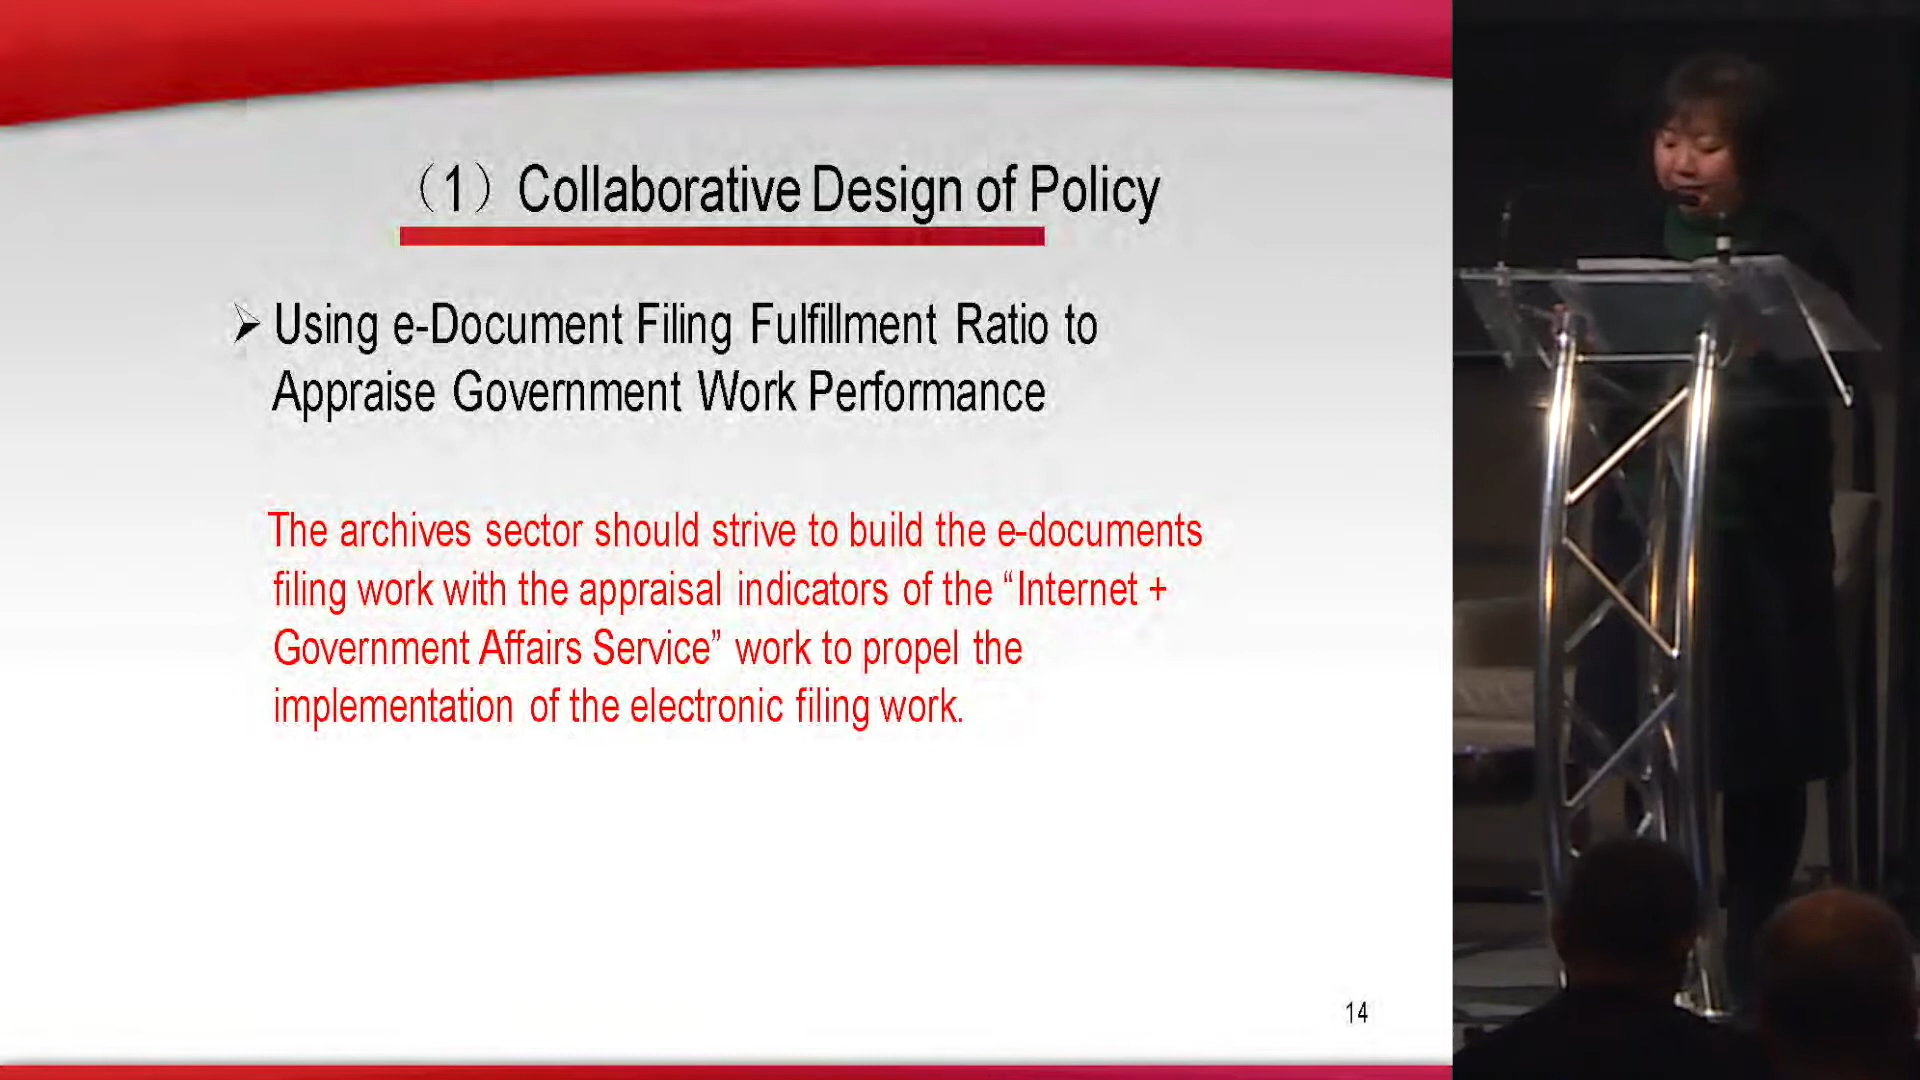 （1）Collaborative Design of Policy
Using e-Document Filing Fulfillment Ratio to
Appraise Government Work Performance
The archives sector should strive to build the e-documents
filing work with the appraisal indicators of the “Internet +
Government Affairs Service” work to propel the
implementation of the electronic filing work.
14